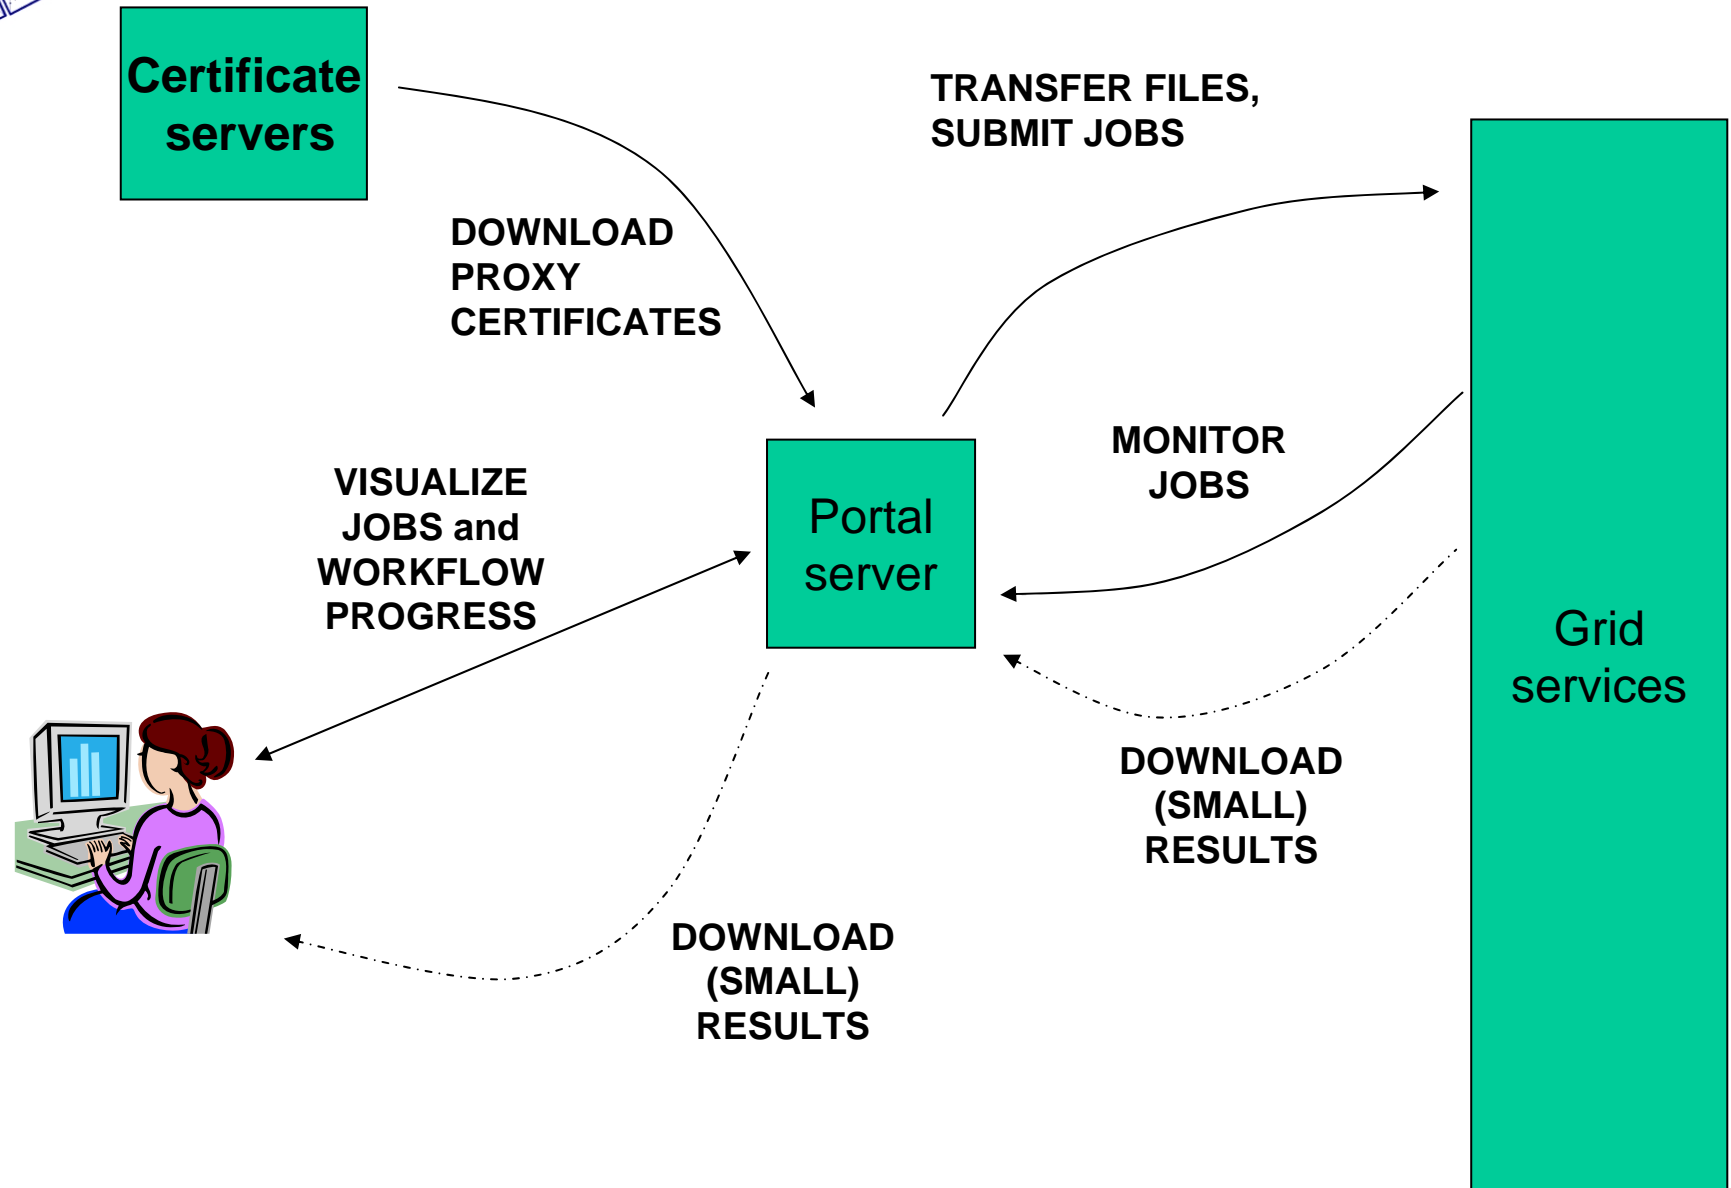 Certificate
servers
TRANSFER FILES,
SUBMIT JOBS
DOWNLOAD
PROXY
CERTIFICATES
MONITOR
JOBS
VISUALIZE
JOBS and
WORKFLOW
PROGRESS
Portal
server
Grid
services
DOWNLOAD
(SMALL)
RESULTS
DOWNLOAD
(SMALL)
RESULTS